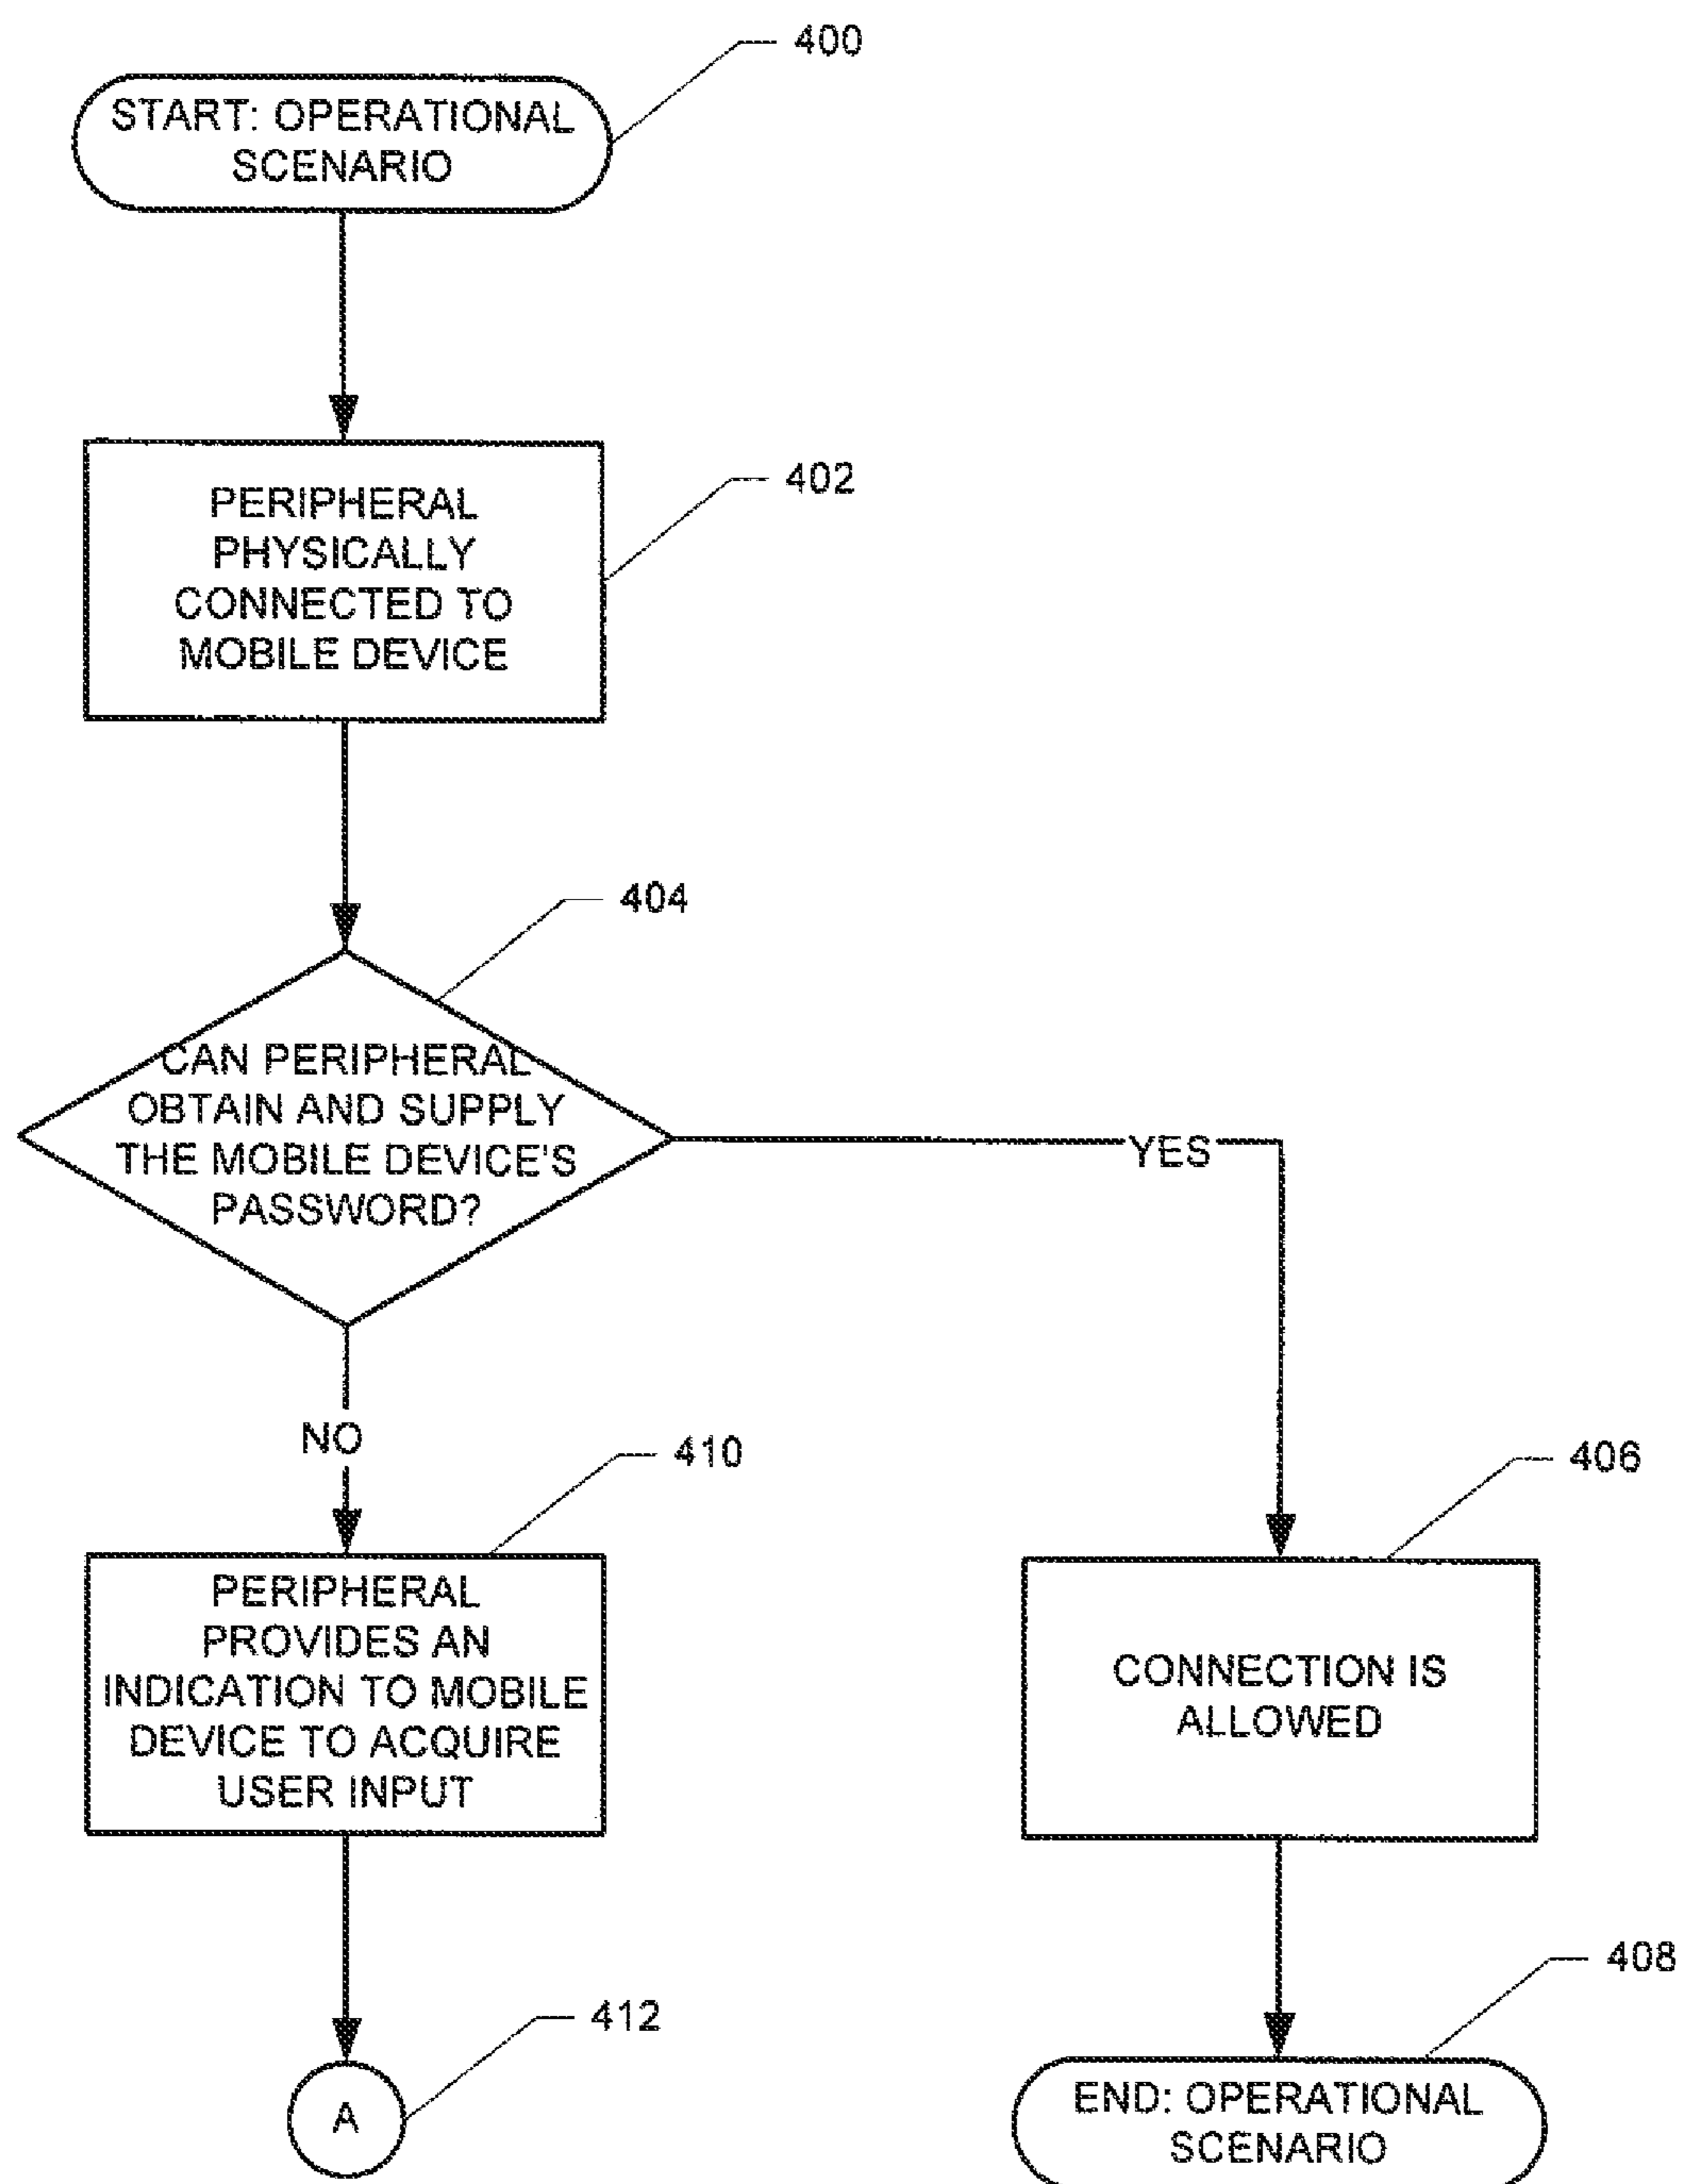 400
START: OPERATIONAL
SCENARIO
402
PERIPHERAL
PHYSICALLY
CONNECTED TO
MOBILE DEVICE
404
CAN PERIPHERAL
OBTAIN AND SUPPLY
THE MOBILE DEVICE'S
PASSWORD?
YES
NO
410
PERIPHERAL
PROVIDES AN
INDICATION TO MOBILE
DEVICE TO ACQUIRE
USER INPUT
406
CONNECTION IS
ALLOWED
412
A
408
END: OPERATIONAL
SCENARIO